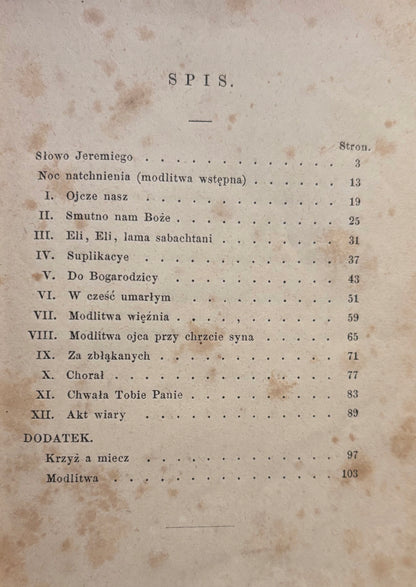 SPIS.
Stron.
Słowo Jeremiego . . . . . . . . . . . 3
Noc natchnienia (modlitwa wstępna) . . . . . . 13
I. Ojcze nasz . . . . . . . . . . . 19
II. Smutno nam Boże . . . . . . . . . . 25
III. Eli, Eli, lama sabachtani . . . . . . . . 31
IV. Suplikacye . . . . . . . . . . . 37
V. Do Bogarodzicy . . . . . . . . . . 43
VI. W cześć umarłym . . . . . . . . . 51
VII. Modlitwa więźnia . . . . . . . . . 59
VIII. Modlitwa ojca przy chrzcie syna . . . . . 65
IX. Za zbłąkanych . . . . . . . . . . 71
X. Chorał . . . . . . . . . . . . 77
XI. Chwała Tobie Panie . . . . . . . . 83
XII. Akt wiary . . . . . . . . . . . 89
DODATEK.
Krzyż a miecz . . . . . . . . . . 97
Modlitwa . . . . . . . . . . . . 103